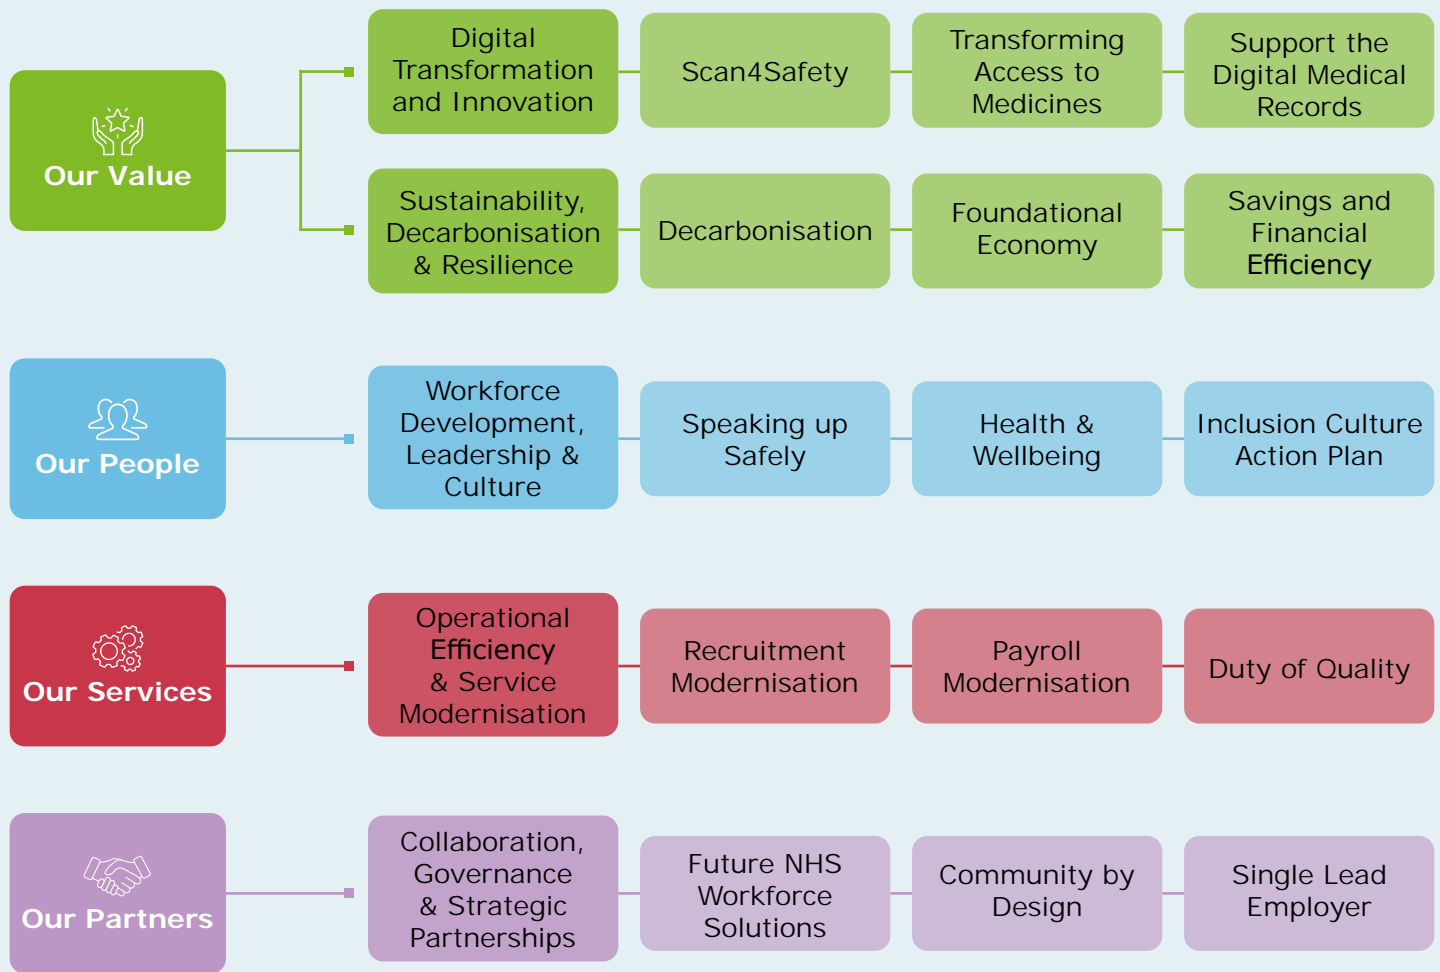 Our Value
Digital
Transformation
and Innovation
Scan4Safety
Transforming
Access to
Medicines
Support the
Digital Medical
Records
Sustainability,
Decarbonisation
& Resilience
Decarbonisation
Foundational
Economy
Savings and
Financial
Efficiency
Our People
Workforce
Development,
Leadership &
Culture
Speaking up
Safely
Health &
Wellbeing
Inclusion Culture
Action Plan
Our Services
Operational
Efficiency
& Service
Modernisation
Recruitment
Modernisation
Payroll
Modernisation
Duty of Quality
Our Partners
Collaboration,
Governance
& Strategic
Partnerships
Future NHS
Workforce
Solutions
Community by
Design
Single Lead
Employer